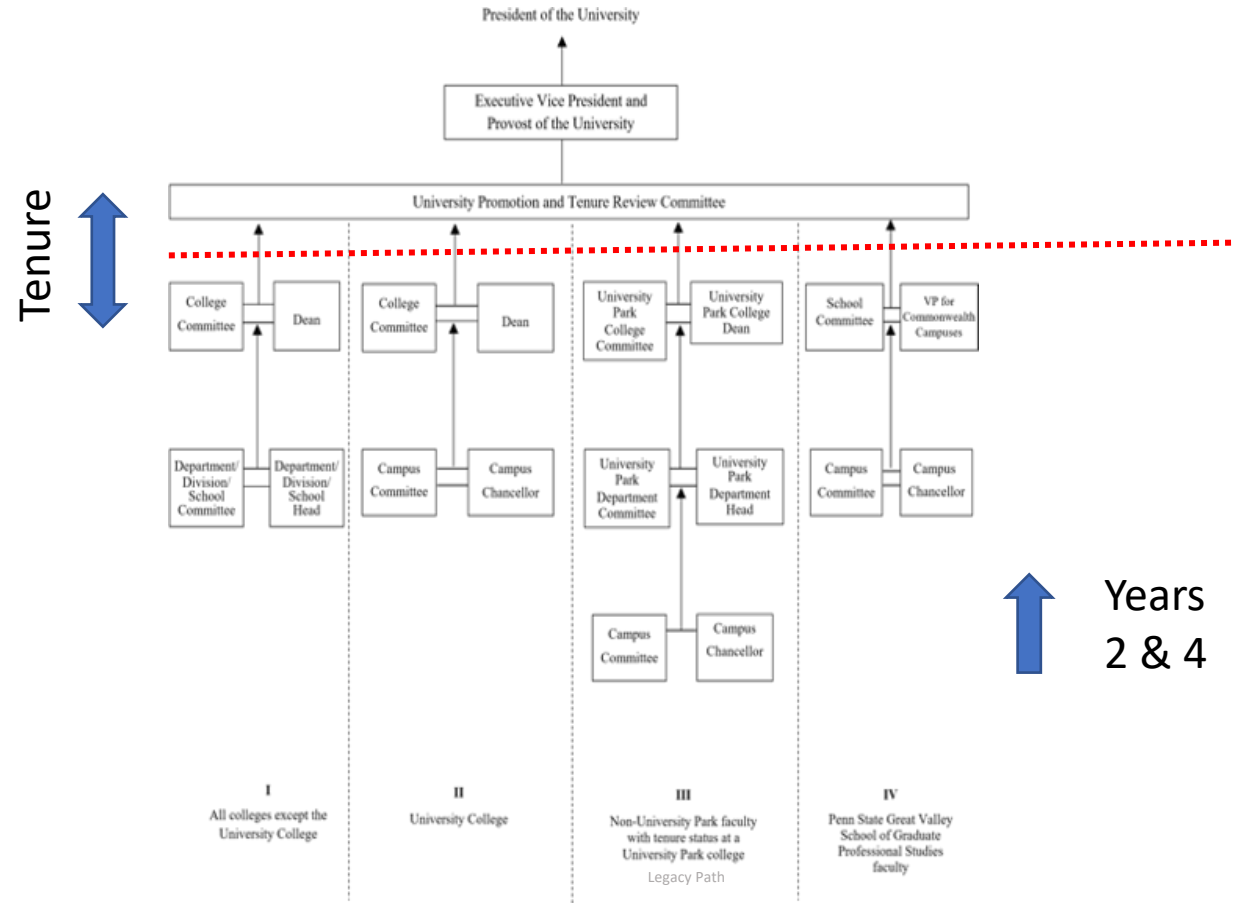 President of the University
Executive Vice President and
Provost of the University
Tenure
University Promotion and Tenure Review Committee
College
Committee
Dean
College
Committee
Dean
University
Park
College
Committee
University
Park College
Dean
School
Committee
VP for
Commonwealth
Campuses
Department/
Division/
School
Committee
Department/
Division/
School
Head
Campus
Committee
Campus
Chancellor
University
Park
Department
Committee
University
Park
Department
Head
Campus
Committee
Campus
Chancellor
Campus
Committee
Campus
Chancellor
Years
2 & 4
I
All colleges except the
University College
II
University College
III
Non-University Park faculty
with tenure status at a
University Park college
Legacy Path
IV
Penn State Great Valley
School of Graduate
Professional Studies
faculty